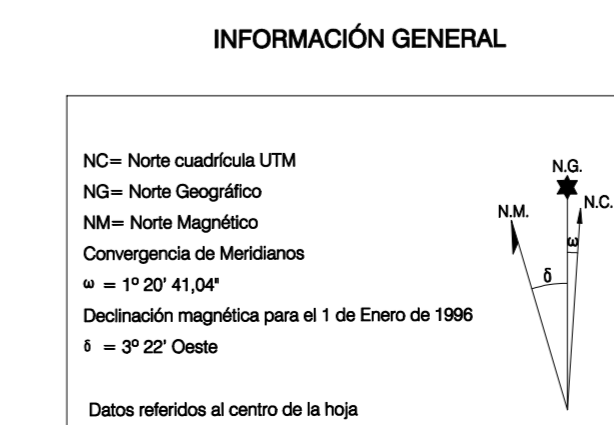 INFORMACIÓN GENERAL
NC= Norte cuadrícula UTM
NG= Norte Geográfico
NM= Norte Magnético
Convergencia de Meridianos
ω = 1º 20' 41,04"
Declinación magnética para el 1 de Enero de 1996
δ = 3º 22' Oeste
Datos referidos al centro de la hoja
N.G.
N.C.
N.M.
ω
δ